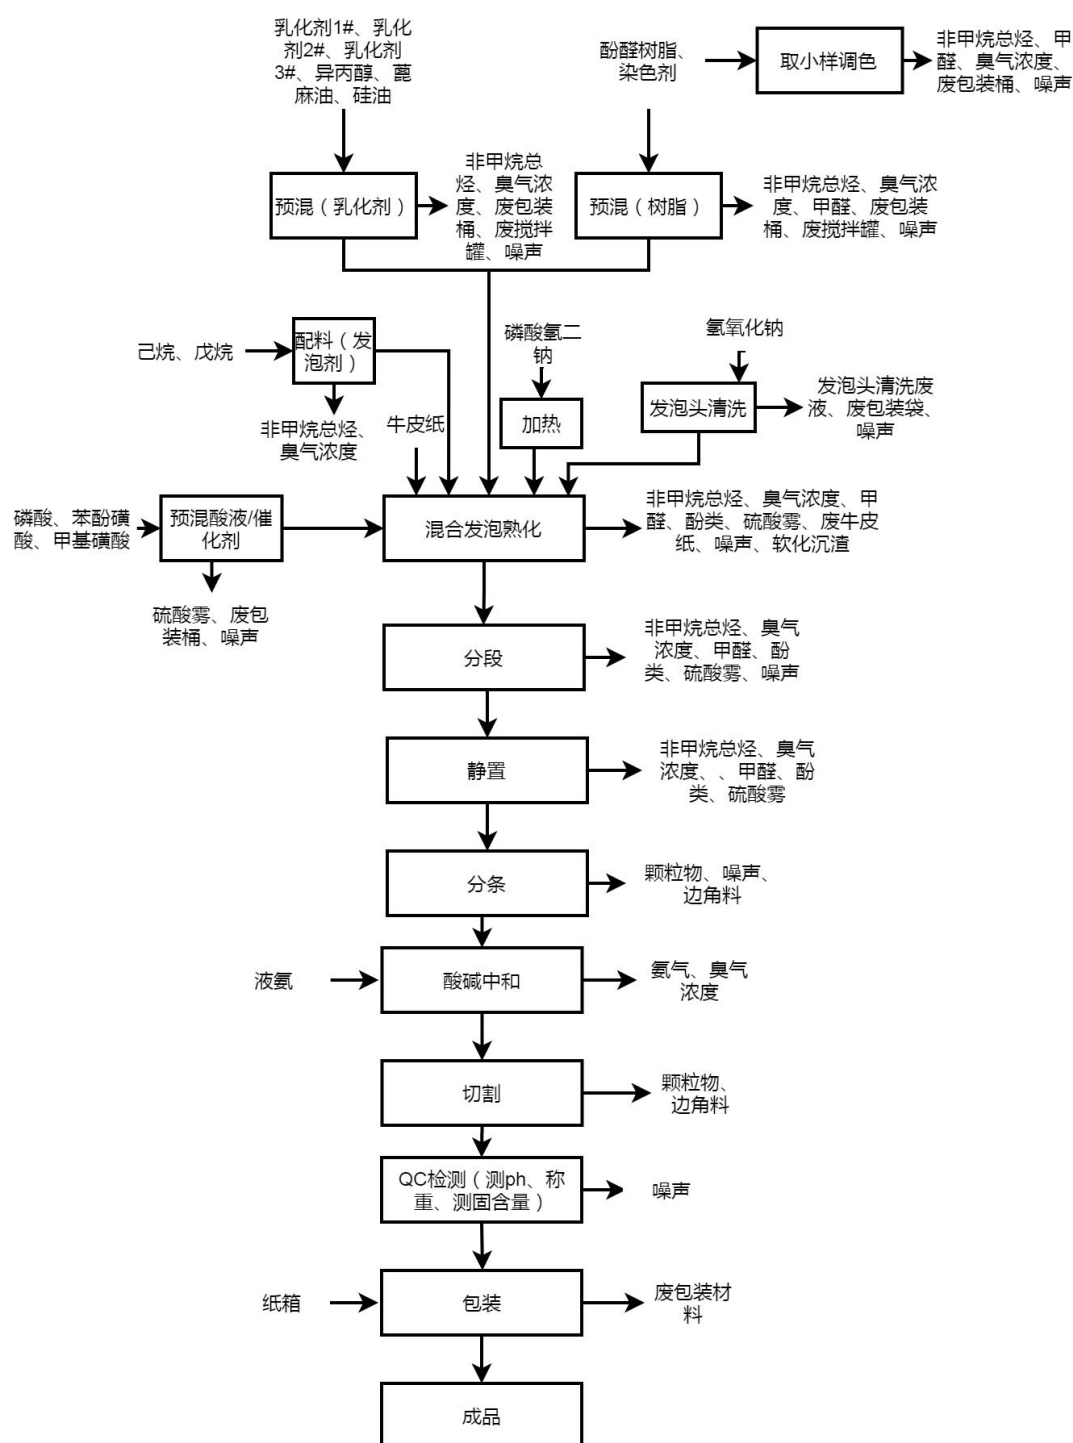 乳化剂1#、乳化
剂2#、乳化剂
3#、异丙醇、蓖
麻油、硅油
酚醛树脂、
染色剂
取小样调色
非甲烷总烃、甲
醛、臭气浓度、
废包装桶、噪声
预混（乳化剂）
非甲烷总
烃、臭气浓
度、废包装
桶、废搅拌
罐、噪声
预混（树脂）
非甲烷总烃、臭气浓
度、甲醛、废包装
桶、废搅拌罐、噪声
己烷、戊烷
配料（发
泡剂）
非甲烷总烃、
臭气浓度
牛皮纸
磷酸氢二
钠
加热
氢氧化钠
发泡头清洗
发泡头清洗废
液、废包装袋、
噪声
磷酸、苯酚磺
酸、甲基磺酸
预混酸液/催
化剂
硫酸雾、废包
装桶、噪声
混合发泡熟化
非甲烷总烃、臭气浓度、甲
醛、酚类、硫酸雾、废牛皮
纸、噪声、软化沉渣
分段
非甲烷总烃、臭气
浓度、甲醛、酚
类、硫酸雾、噪声
静置
非甲烷总烃、臭气
浓度、、甲醛、酚
类、硫酸雾
分条
颗粒物、噪声、
边角料
液氨
酸碱中和
氨气、臭气
浓度
切割
颗粒物、
边角料
QC检测（测ph、称
重、测固含量）
噪声
纸箱
包装
废包装材
料
成品